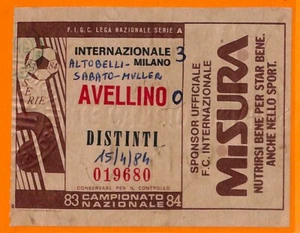 F.I.G.C. LEGA NAZIONALE SERIE A
INTERNAZIONALE 3
MILANO
ALTOBELLI-
SABATO-MULLER
AVELLINO 0
DISTINTI
15/4/84
019680
CONSERVARE PER IL CONTROLLO
83 CAMPIONATO 84
NAZIONALE
SERIE
SPONSOR UFFICIALE
F.C. INTERNAZIONALE
MISURA
NUTRIRSI BENE PER STAR BENE.
ANCHE NELLO SPORT.